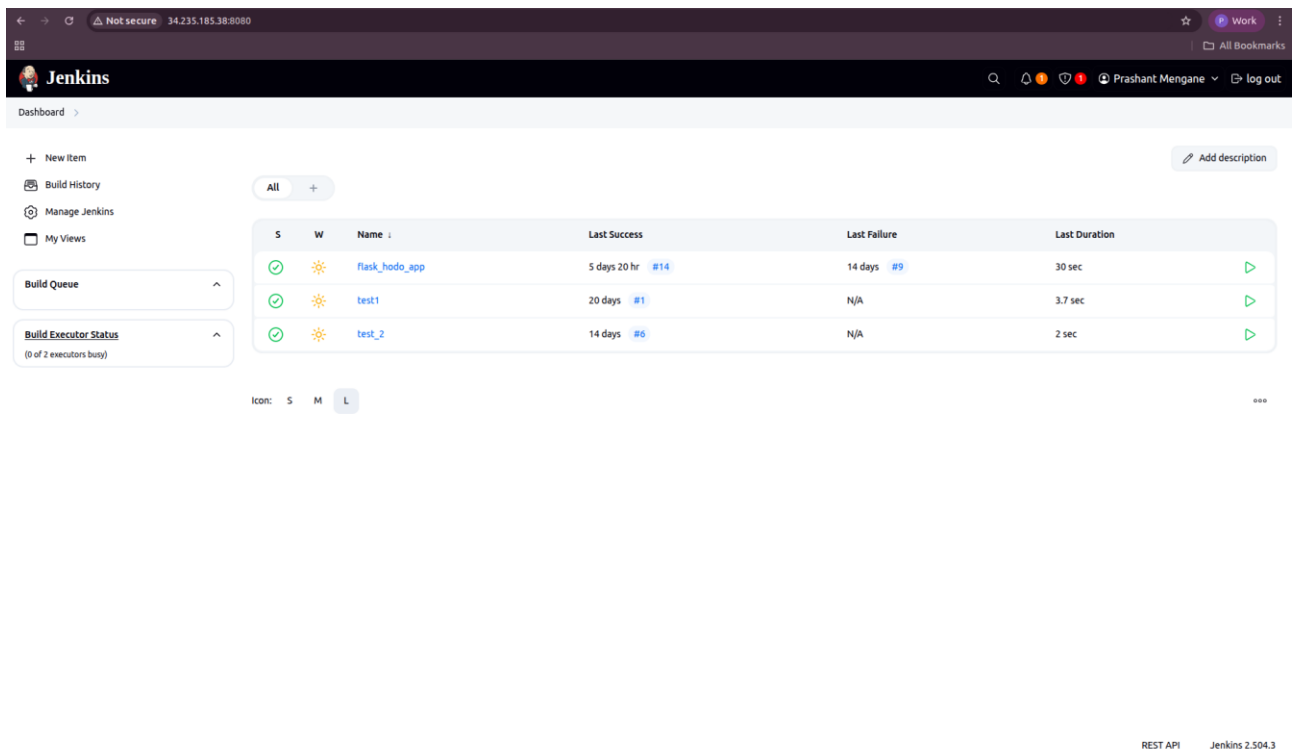 Not secure 34.235.185.38:8080 P Work
All Bookmarks
Jenkins 1 1 Prashant Mengane log out
Dashboard
New Item
Build History
Manage Jenkins
My Views
Build Queue
Build Executor Status
(0 of 2 executors busy)
Add description
All +
S W Name ↓ Last Success Last Failure Last Duration
flask_hodo_app 5 days 20 hr #14 14 days #9 30 sec
test1 20 days #1 N/A 3.7 sec
test_2 14 days #6 N/A 2 sec
Icon: S M L
REST API Jenkins 2.504.3